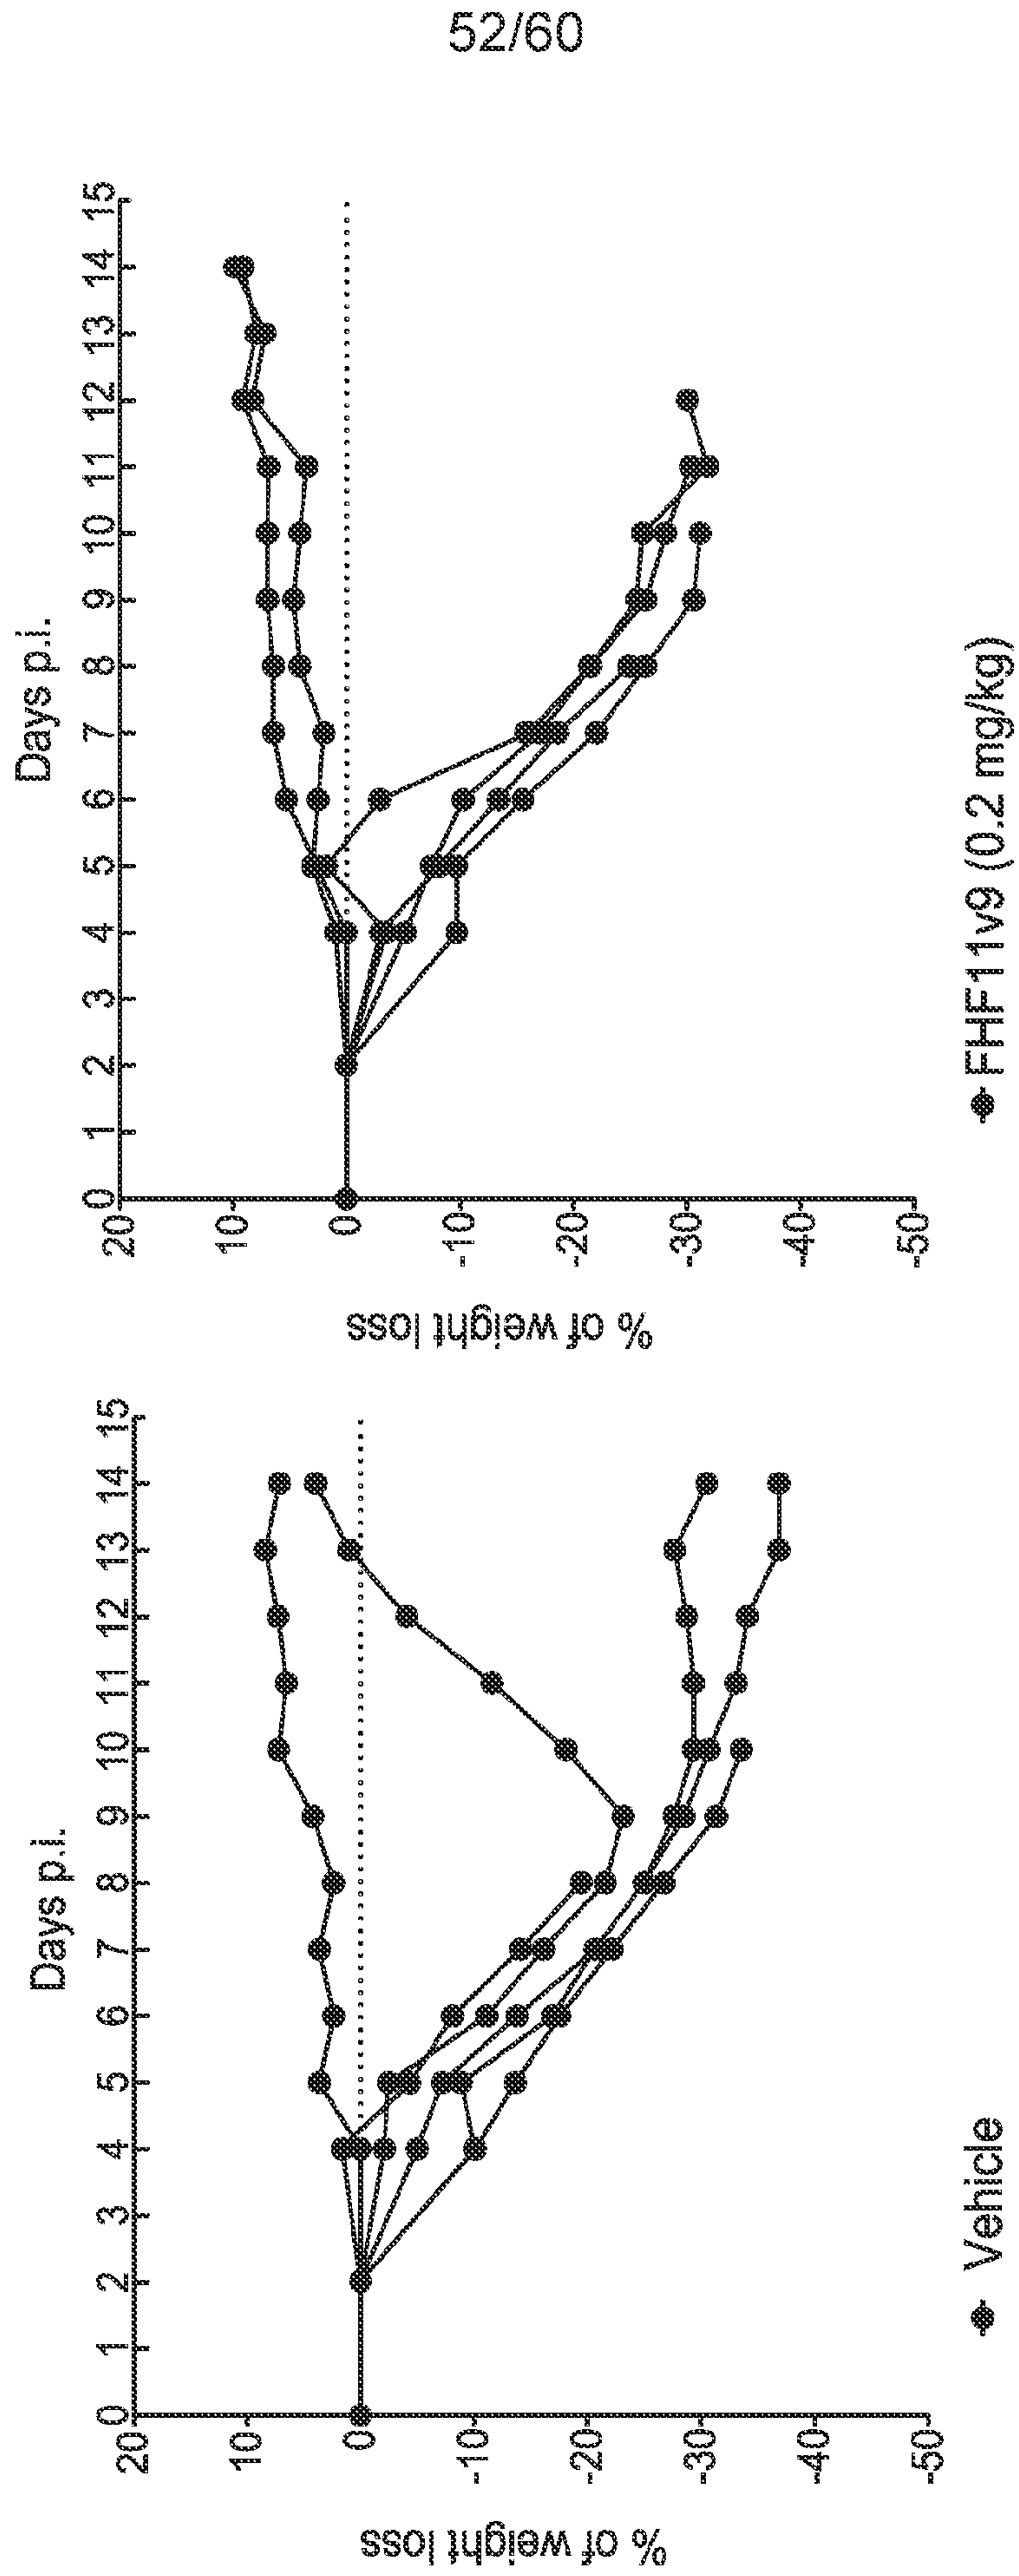 52/60
Days p.i.
0 1 2 3 4 5 6 7 8 9 10 11 12 13 14 15
20
10
0
-10
-20
-30
-40
-50
% of weight loss
Vehicle
Days p.i.
0 1 2 3 4 5 6 7 8 9 10 11 12 13 14 15
20
10
0
-10
-20
-30
-40
-50
% of weight loss
FHF11v9 (0.2 mg/kg)